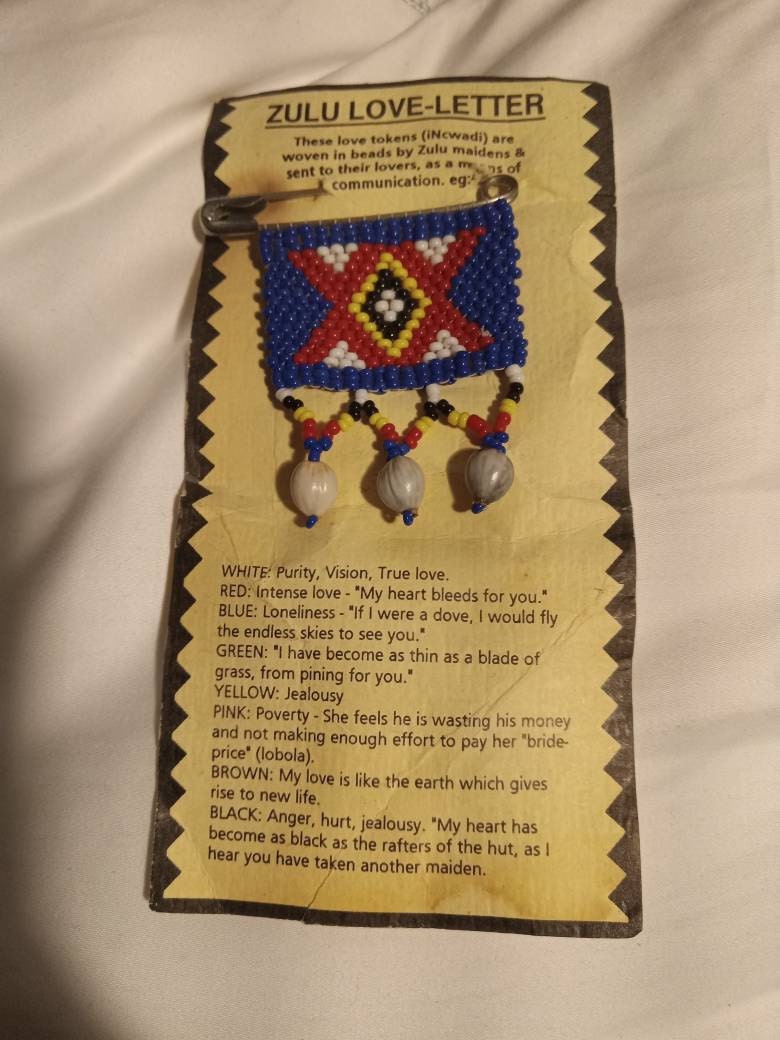 ZULU LOVE-LETTER
These love tokens (iNcwadi) are
woven in beads by Zulu maidens &
sent to their lovers, as a of
communication. eg:
WHITE: Purity, Vision, True love.
RED: Intense love - "My heart bleeds for you."
BLUE: Loneliness - "If I were a dove, I would fly
the endless skies to see you."
GREEN: "I have become as thin as a blade of
grass, from pining for you."
YELLOW: Jealousy
PINK: Poverty - She feels he is wasting his money
and not making enough effort to pay her "bride-
price" (lobola).
BROWN: My love is like the earth which gives
rise to new life.
BLACK: Anger, hurt, jealousy. "My heart has
become as black as the rafters of the hut, as I
hear you have taken another maiden.